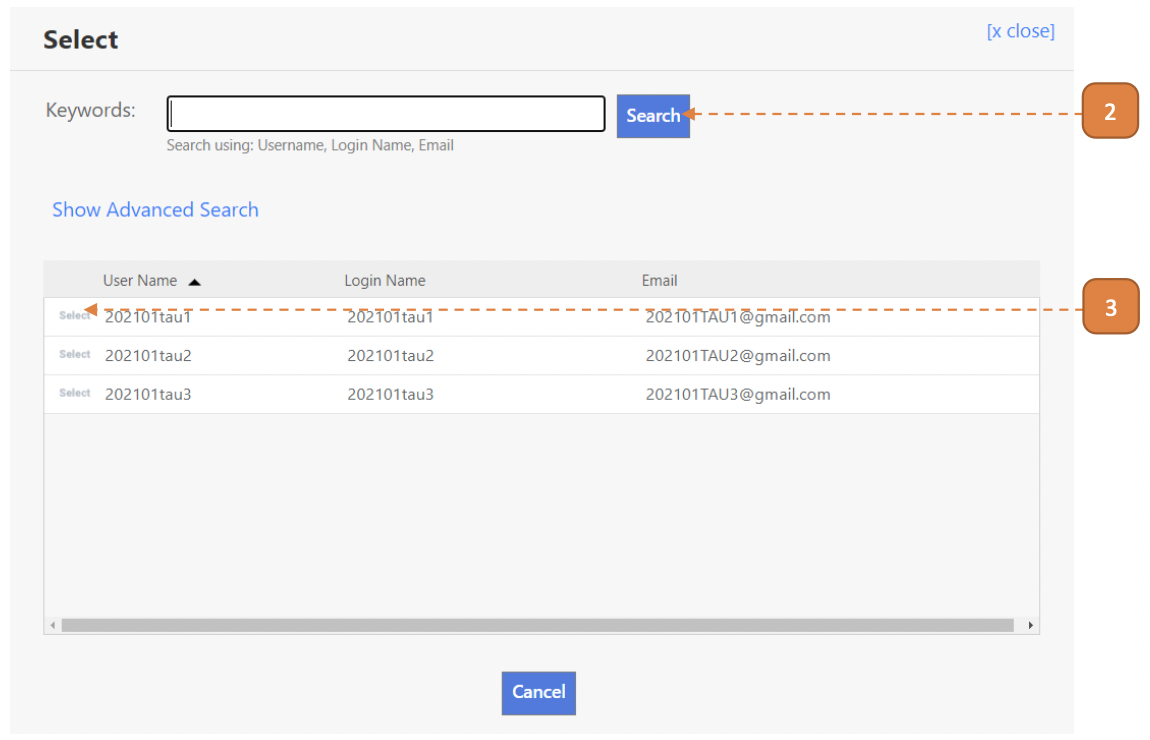 Select
[x close]
Keywords:
Search
2
Search using: Username, Login Name, Email
Show Advanced Search
User Name Login Name Email
3
Select 202101tau1 202101tau1 202101TAU1@gmail.com
Select 202101tau2 202101tau2 202101TAU2@gmail.com
Select 202101tau3 202101tau3 202101TAU3@gmail.com
Cancel